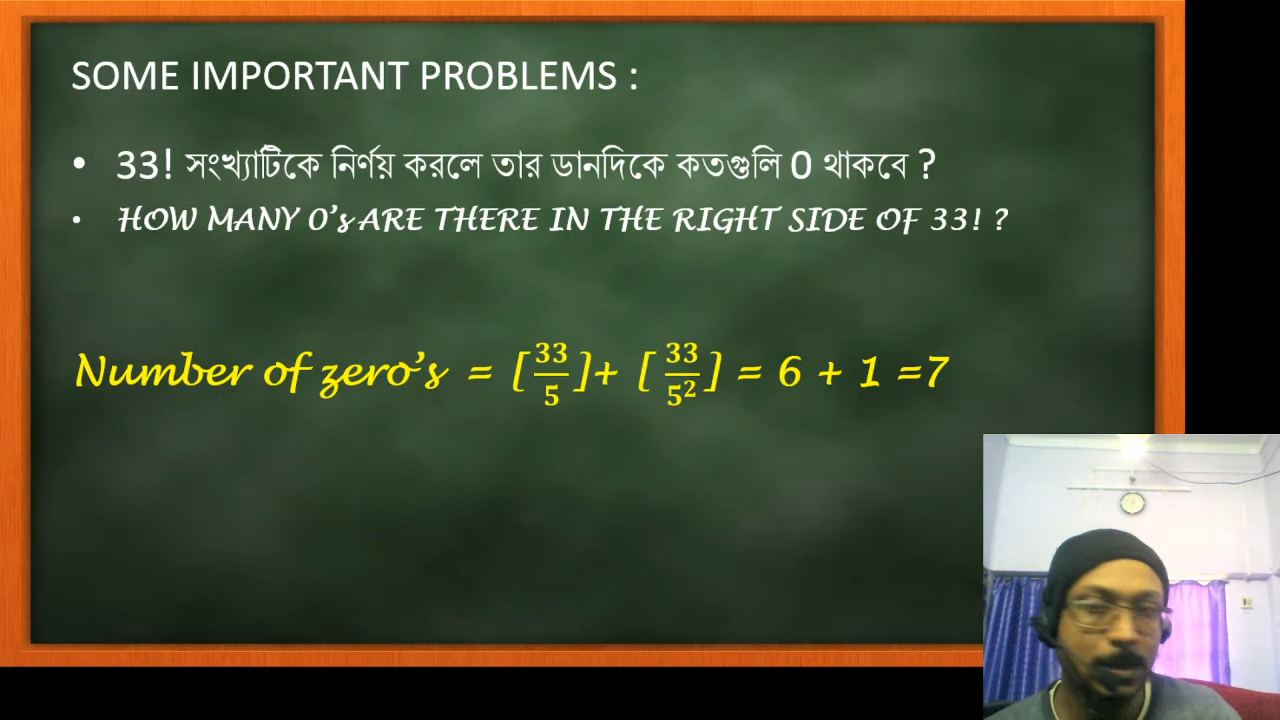 SOME IMPORTANT PROBLEMS :
• 33! সংখ্যাটিকে নির্ণয় করলে তার ডানদিকে কতগুলি 0 থাকবে ?
• HOW MANY 0's ARE THERE IN THE RIGHT SIDE OF 33! ?
Number of zero's = [33/5]+ [33/5²] = 6 + 1 =7